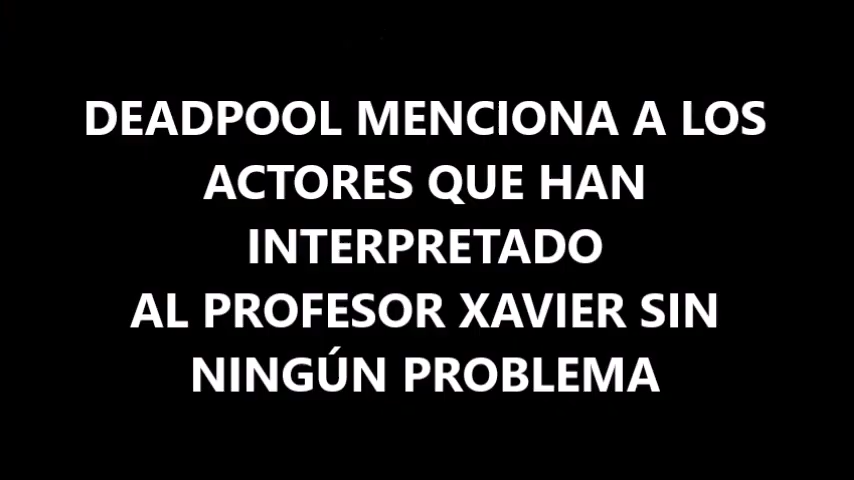 DEADPOOL MENCIONA A LOS
ACTORES QUE HAN
INTERPRETADO
AL PROFESOR XAVIER SIN
NINGÚN PROBLEMA